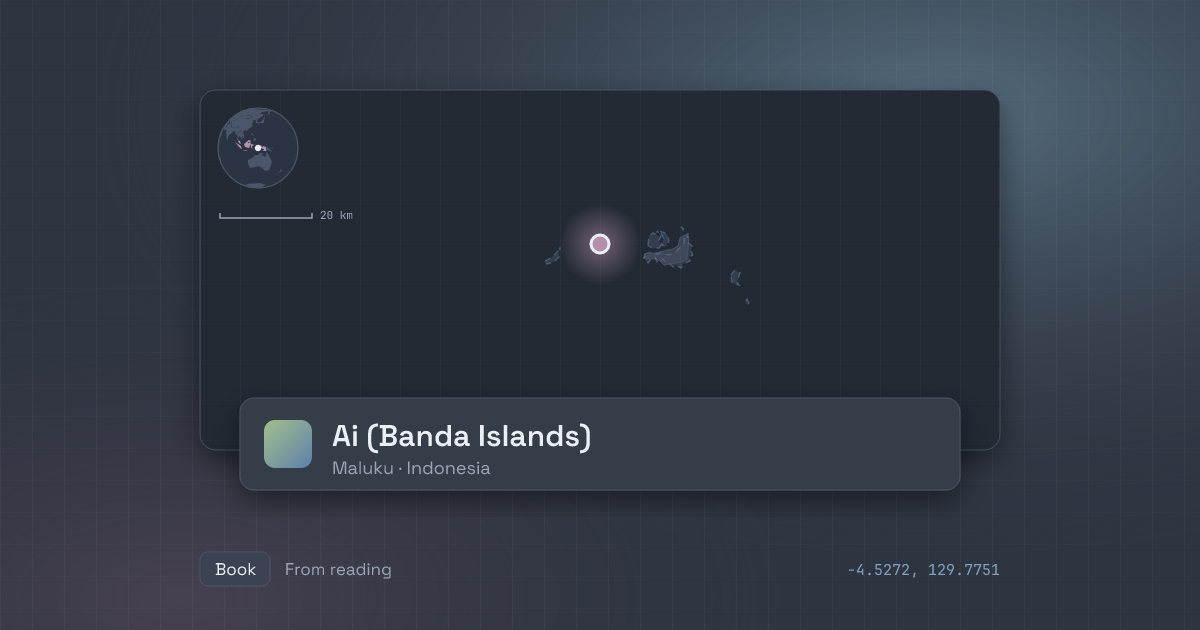 20 km
Ai (Banda Islands)
Maluku · Indonesia
Book
From reading
-4.5272, 129.7751